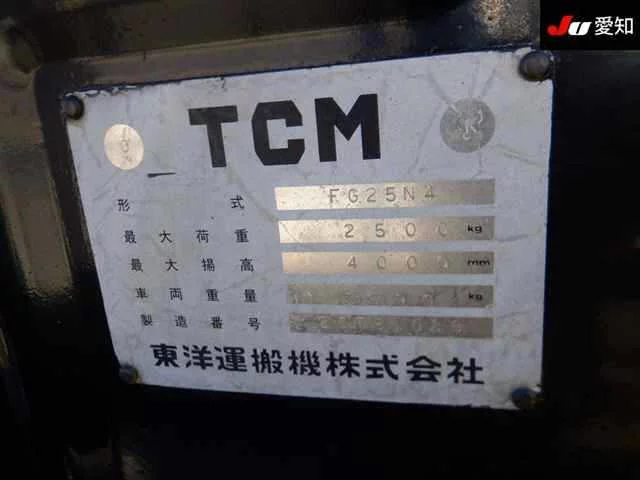 JU 愛知
9
TCM
形式 FG25N4
最大荷重 2500 kg
最大揚高 4000 mm
車両重量 kg
製造番号
東洋運搬機株式会社